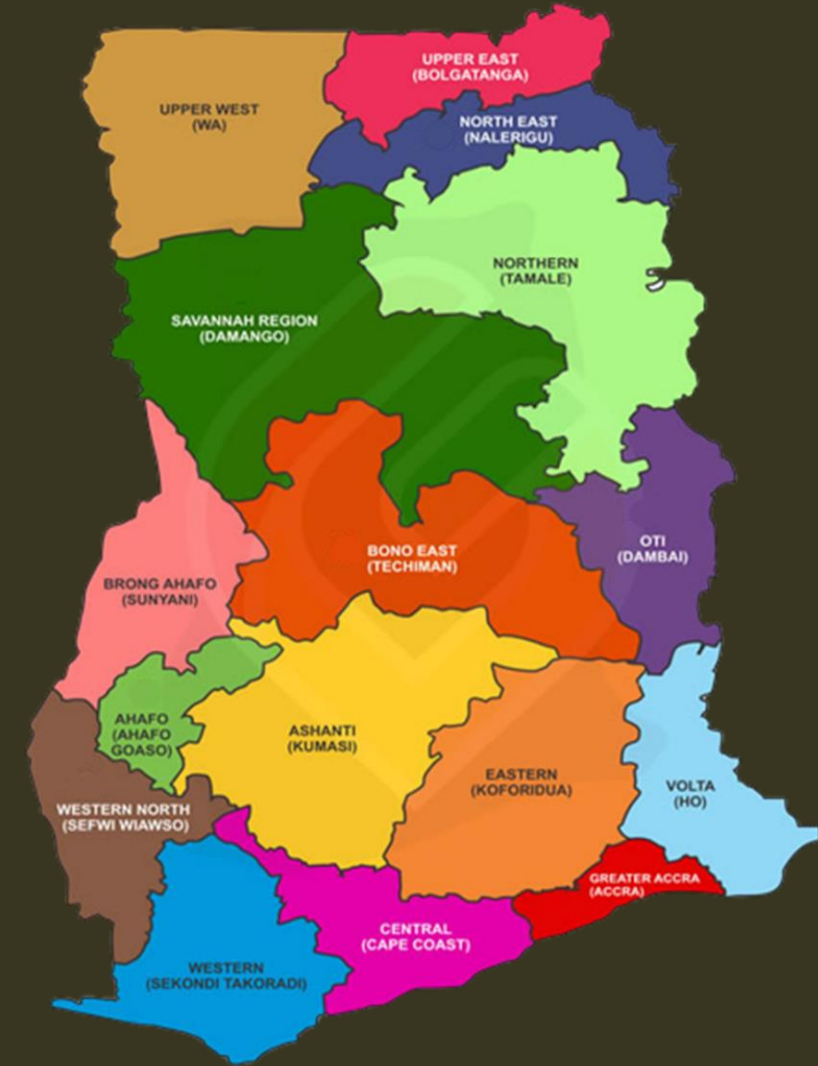 UPPER EAST
(BOLGATANGA)
UPPER WEST
(WA)
NORTH EAST
(NALERIGU)
NORTHERN
(TAMALE)
SAVANNAH REGION
(DAMANGO)
OTI
(DAMBAI)
BONO EAST
(TECHIMAN)
BRONG AHAFO
(SUNYANI)
AHAFO
(AHAFO
GOASO)
ASHANTI
(KUMASI)
EASTERN
(KOFORIDUA)
VOLTA
(HO)
WESTERN NORTH
(SEFWI WIAWSO)
GREATER ACCRA
(ACCRA)
CENTRAL
(CAPE COAST)
WESTERN
(SEKONDI TAKORADI)